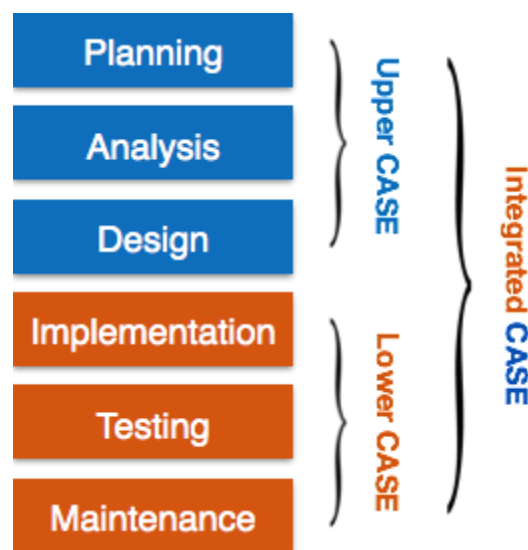 Planning
Analysis
Design
Implementation
Testing
Maintenance
Upper CASE
Lower CASE
Integrated CASE